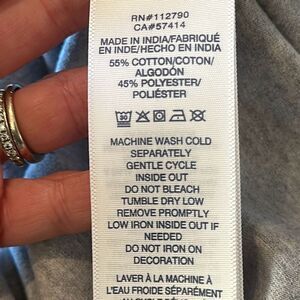 RN#112790
CA#57414
MADE IN INDIA/FABRIQUÉ
EN INDE/HECHO EN INDIA
55% COTTON/COTON/
ALGODÓN
45% POLYESTER/
POLIÉSTER
MACHINE WASH COLD
SEPARATELY
GENTLE CYCLE
INSIDE OUT
DO NOT BLEACH
TUMBLE DRY LOW
REMOVE PROMPTLY
LOW IRON INSIDE OUT IF
NEEDED
DO NOT IRON ON
DECORATION
LAVER À LA MACHINE À
L'EAU FROIDE SÉPARÉMENT